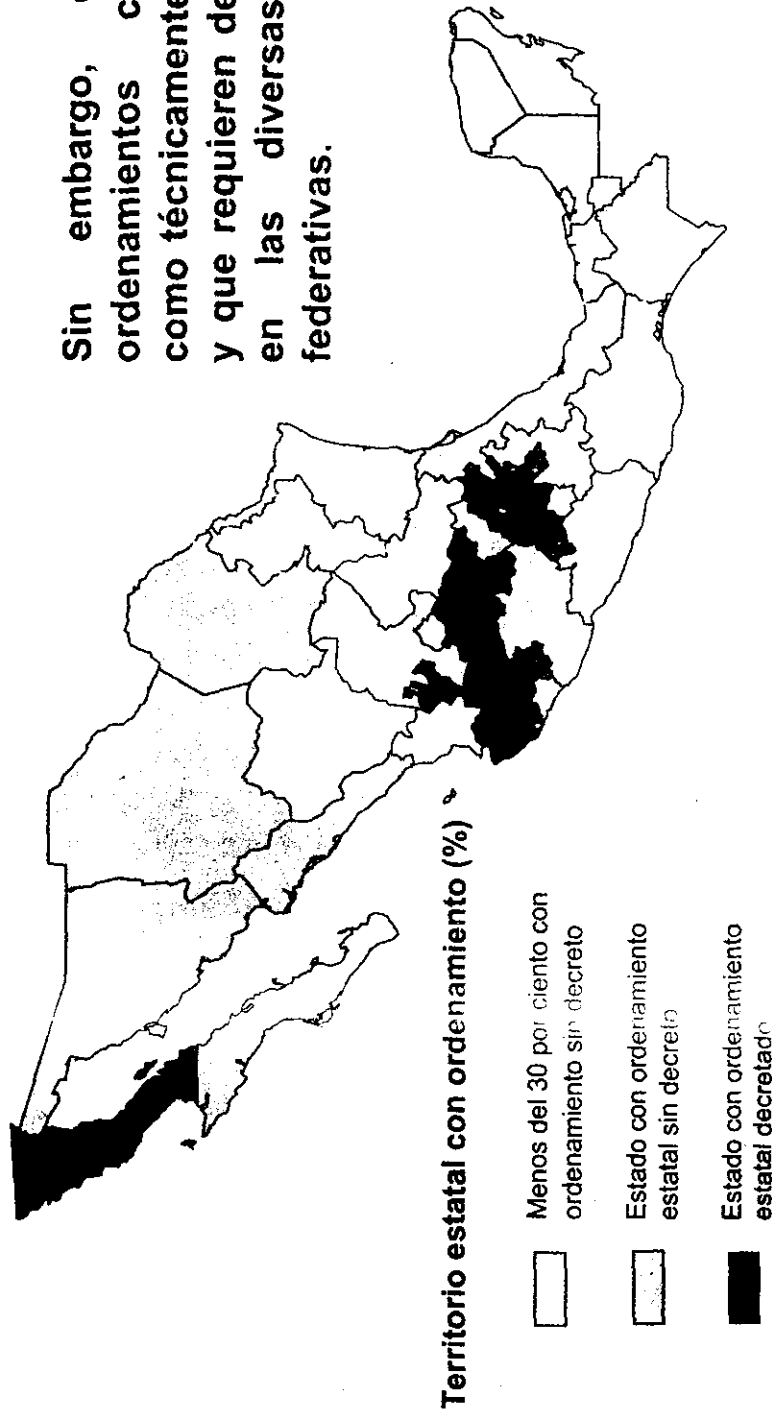 Sin embargo,
ordenamientos c
como técnicamente
y que requieren de
en las diversas
federativas.
Territorio estatal con ordenamiento (%)
Menos del 30 por ciento con
ordenamiento sin decreto
Estado con ordenamiento
estatal sin decreto
Estado con ordenamiento
estatal decretado